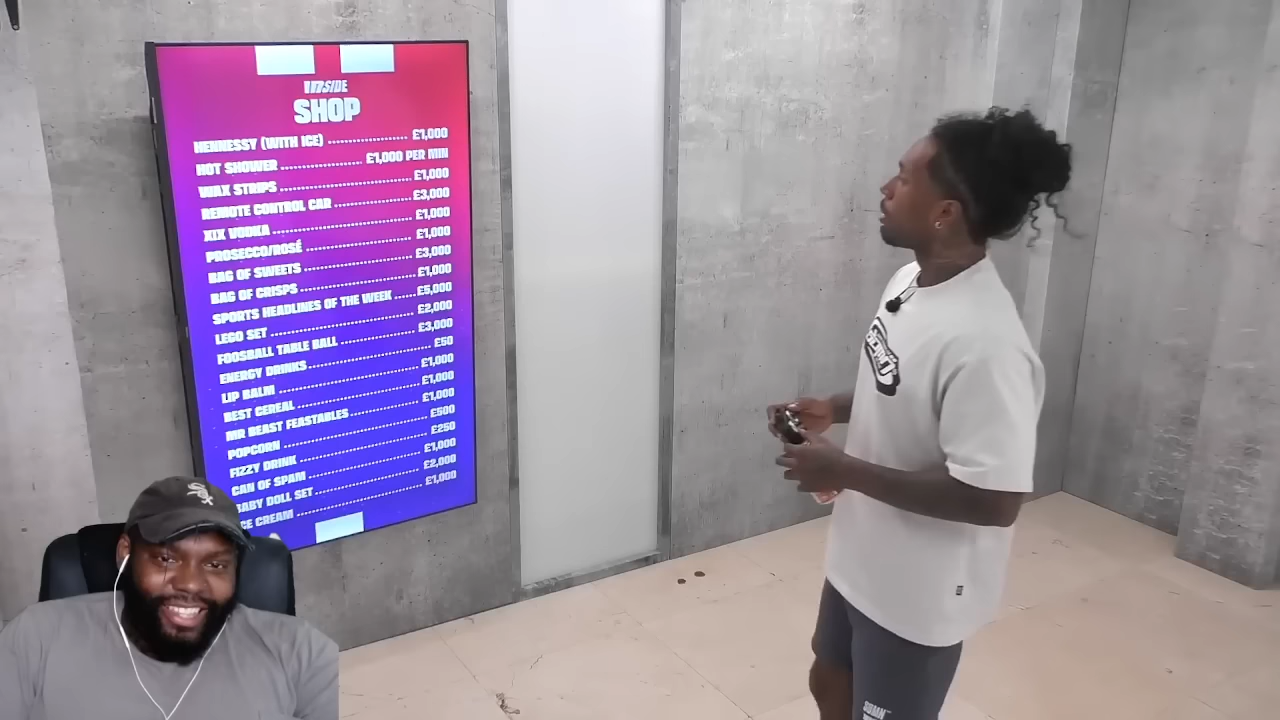 INSIDE
SHOP
HENNESSY (WITH ICE) ................ £1,000
HOT SHOWER ................ £1,000 PER MIN
WAX STRIPS ........................ £1,000
REMOTE CONTROL CAR ................ £3,000
XIX VODKA ........................ £1,000
PROSECCO/ROSÉ ........................ £1,000
BAG OF SWEETS ........................ £3,000
BAG OF CRISPS ........................ £1,000
SPORTS HEADLINES OF THE WEEK ...... £5,000
LEGO SET ........................ £2,000
FOOSBALL TABLE BALL ................ £3,000
ENERGY DRINKS ........................ £50
LIP BALM ........................ £1,000
BEST CEREAL ........................ £1,000
MR BEAST FEASTABLES ................ £1,000
POPCORN ........................ £500
FIZZY DRINK ........................ £250
CAN OF SPAM ........................ £1,000
BABY DOLL SET ........................ £2,000
ICE CREAM ........................ £1,000